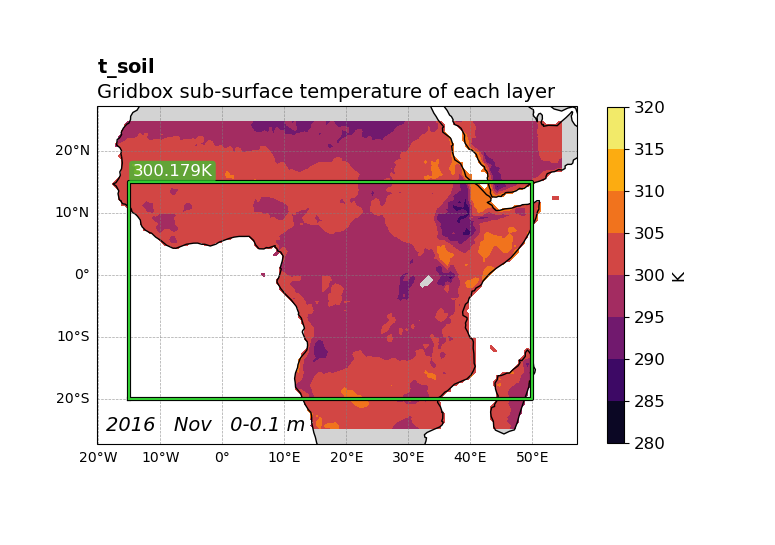 t_soil
Gridbox sub-surface temperature of each layer
300.179K
20°N
10°N
0°
10°S
20°S
2016 Nov 0-0.1 m
20°W 10°W 0° 10°E 20°E 30°E 40°E 50°E
320
315
310
305
300
295
290
285
280
K